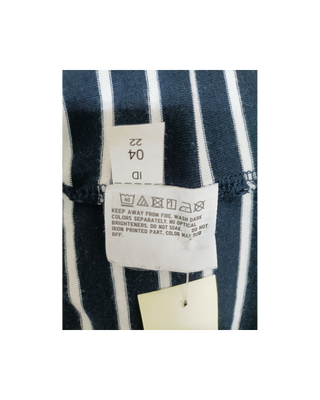 ID
04
22
40
KEEP AWAY FROM FIRE. WASH DARK
COLORS SEPARATELY. NO OPTICAL
BRIGHTENERS. DO NOT SOAK. DO NOT
IRON PRINTED PART. COLOR MAY RUB
OFF.